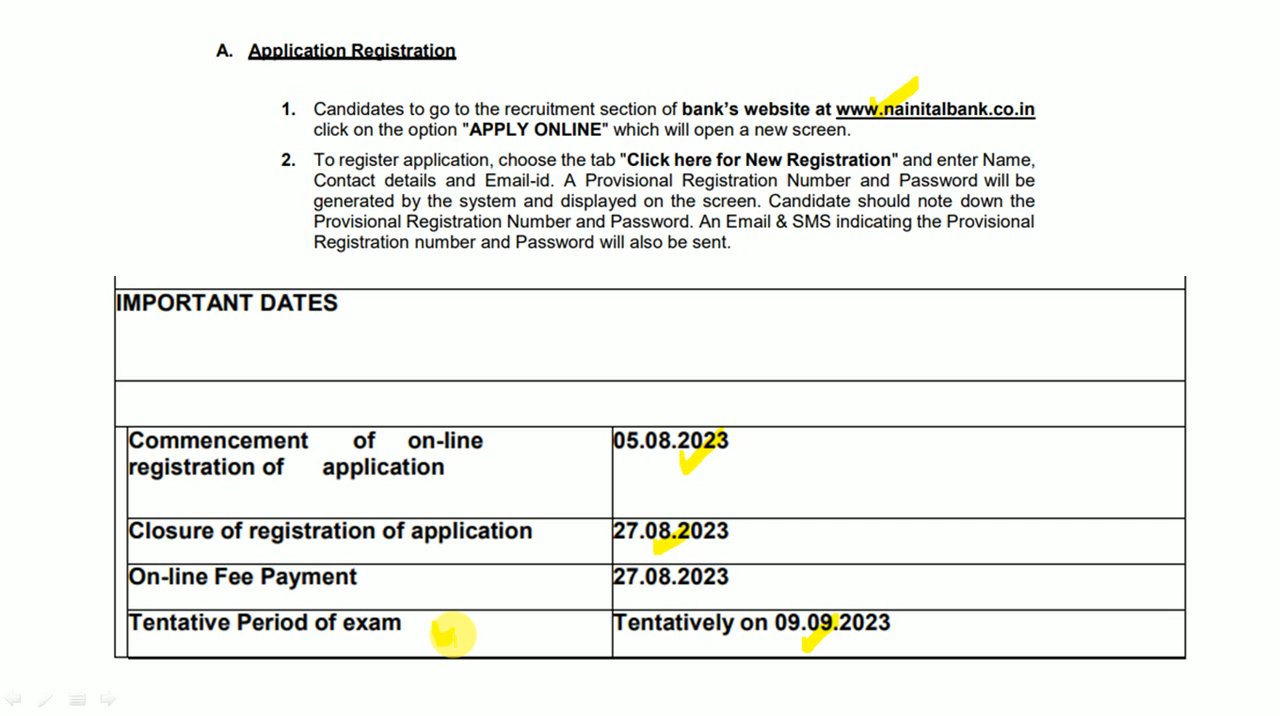 A. Application Registration
1. Candidates to go to the recruitment section of bank's website at www.nainitalbank.co.in
click on the option "APPLY ONLINE" which will open a new screen.
2. To register application, choose the tab "Click here for New Registration" and enter Name,
Contact details and Email-id. A Provisional Registration Number and Password will be
generated by the system and displayed on the screen. Candidate should note down the
Provisional Registration Number and Password. An Email & SMS indicating the Provisional
Registration number and Password will also be sent.
IMPORTANT DATES
Commencement of on-line 05.08.2023
registration of application
Closure of registration of application 27.08.2023
On-line Fee Payment 27.08.2023
Tentative Period of exam Tentatively on 09.09.2023